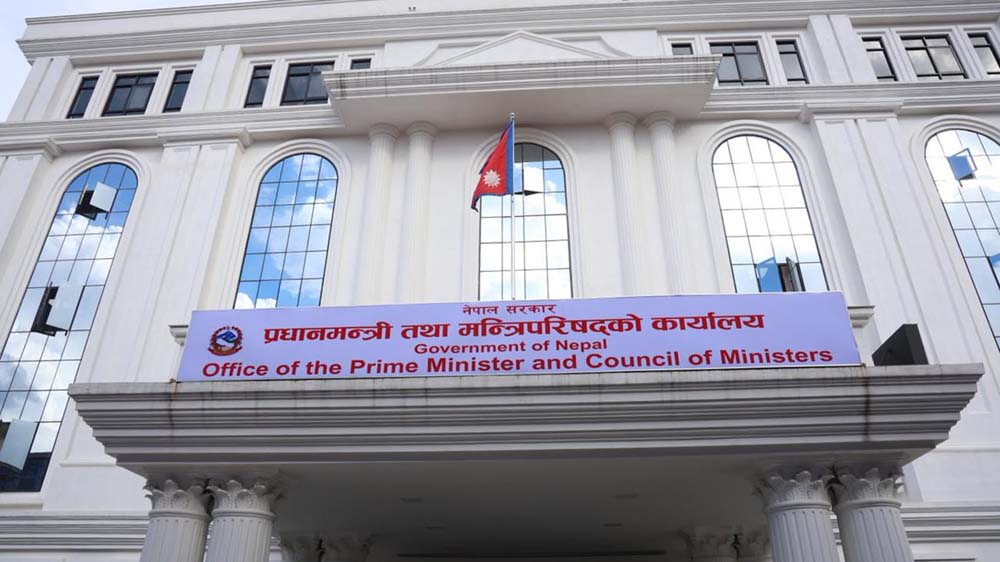 नेपाल सरकार
प्रधानमन्त्री तथा मन्त्रिपरिषद्को कार्यालय
Government of Nepal
Office of the Prime Minister and Council of Ministers